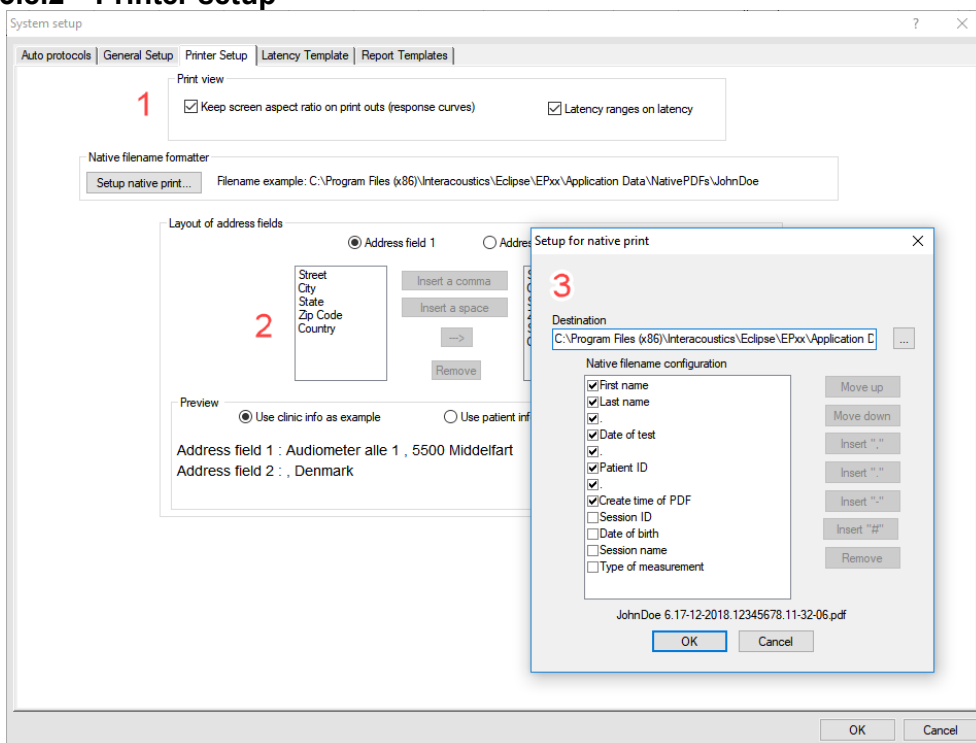 Printer setup
System setup
?
Auto protocols General Setup Printer Setup Latency Template Report Templates
Print view
1
Keep screen aspect ratio on print outs (response curves)
Latency ranges on latency
Native filename formatter
Setup native print...
Filename example: C:\Program Files (x86)\Interacoustics\Eclipse\EPxx\Application Data\NativePDFs\JohnDoe
Layout of address fields
Address field 1
2
Street
City
State
Zip Code
Country
Insert a comma
Insert a space
-->
Remove
Preview
Use clinic info as example
Address field 1 : Audiometer alle 1 , 5500 Middelfart
Address field 2 : , Denmark
Setup for native print
3
Destination
C:\Program Files (x86)\Interacoustics\Eclipse\EPxx\Application D
...
Native filename configuration
First name
Last name
.
Date of test
.
Patient ID
.
Create time of PDF
Session ID
Date of birth
Session name
Type of measurement
Move up
Move down
Insert "_"
Insert "."
Insert "-"
Insert "#"
Remove
JohnDoe 6.17-12-2018.12345678.11-32-06.pdf
OK Cancel
OK Cancel